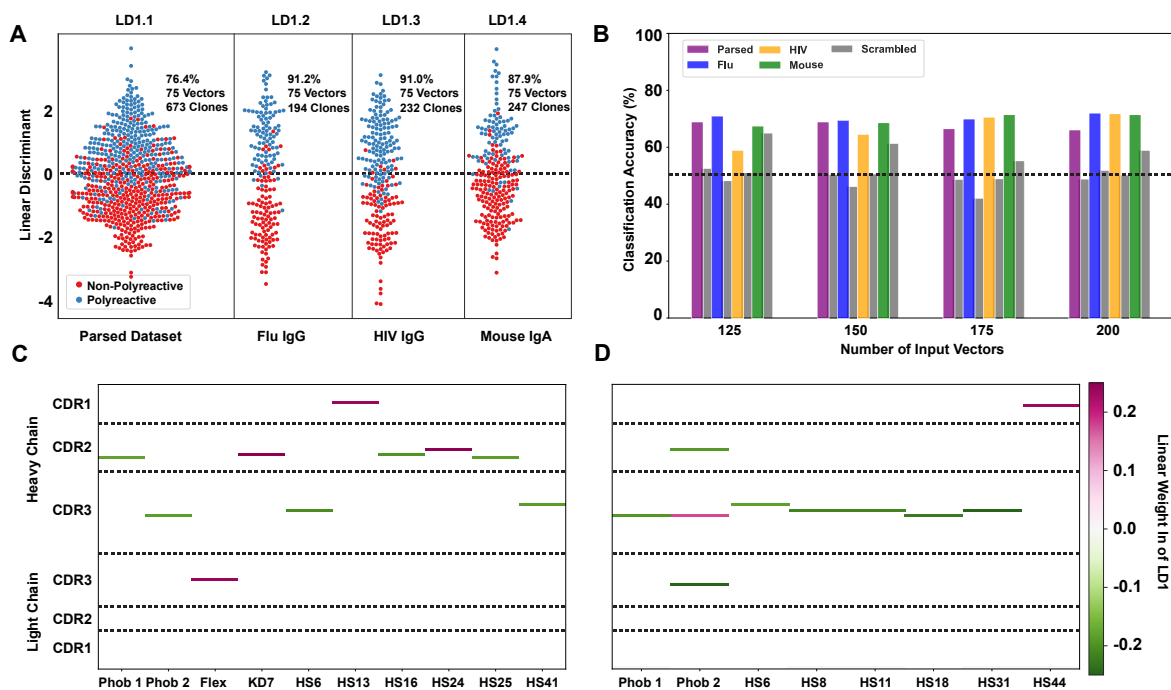 LD1.1 LD1.2 LD1.3 LD1.4
A
76.4%
75 Vectors
673 Clones
91.2%
75 Vectors
194 Clones
91.0%
75 Vectors
232 Clones
87.9%
75 Vectors
247 Clones
Linear Discriminant
2
0
-2
-4
Non-Polyreactive
Polyreactive
Parsed Dataset Flu IgG HIV IgG Mouse IgA
B
Classification Accuracy (%)
100
80
60
40
20
0
Parsed HIV Scrambled
Flu Mouse
125 150 175 200
Number of Input Vectors
C
Heavy Chain
Light Chain
CDR1
CDR2
CDR3
CDR3
CDR2
CDR1
Phob 1 Phob 2 Flex KD7 HS6 HS13 HS16 HS24 HS25 HS41
D
Phob 1 Phob 2 HS6 HS8 HS11 HS18 HS31 HS44
0.2
0.1
0.0
-0.1
-0.2
Linear Weight In of LD1